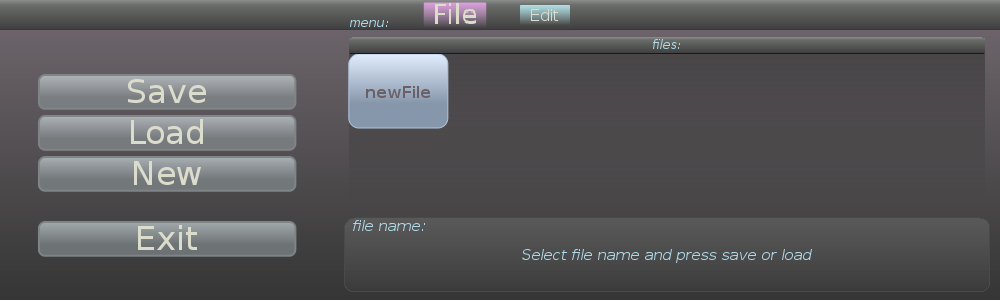 menu: File Edit
files:
newFile
Save
Load
New
Exit
file name:
Select file name and press save or load